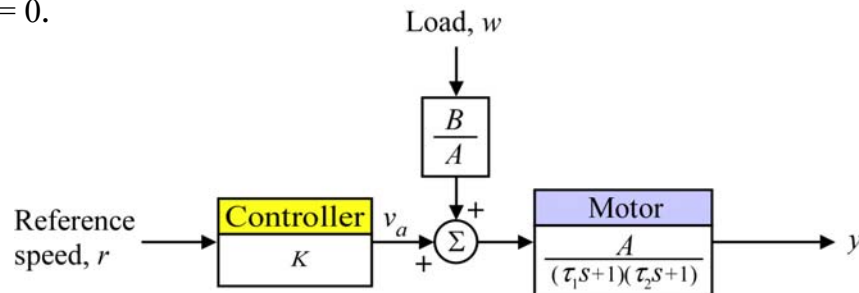 = 0.
Load, w
B
A
Reference
speed, r
Controller
K
v_a
+
+
Σ
Motor
A
(τ₁s+1)(τ₂s+1)
y